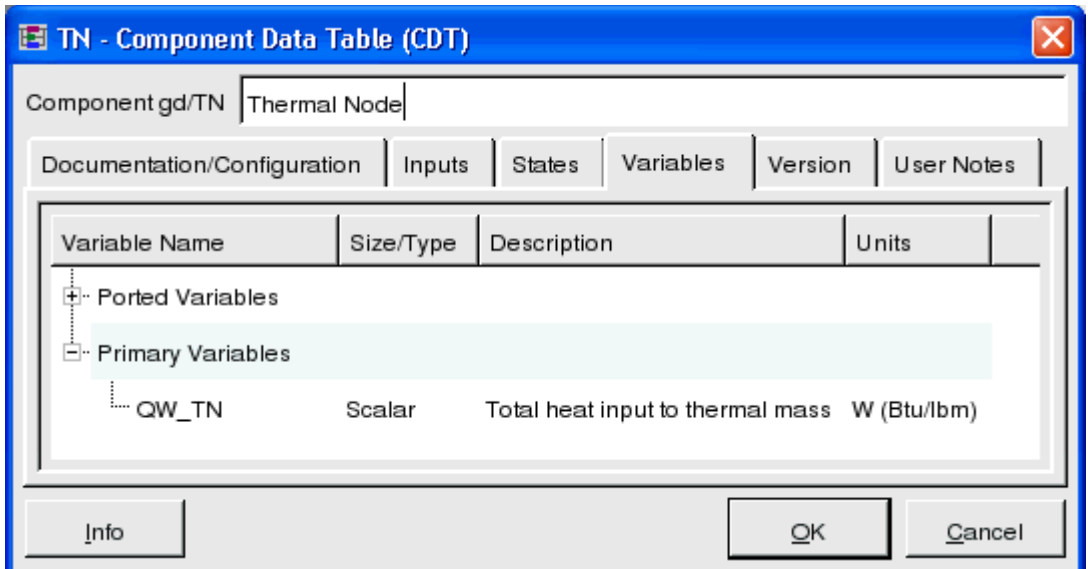 TN - Component Data Table (CDT)
Component gd/TN Thermal Node
Documentation/Configuration Inputs States Variables Version User Notes
Variable Name Size/Type Description Units
Ported Variables
Primary Variables
QW_TN Scalar Total heat input to thermal mass W (Btu/lbm)
Info OK Cancel